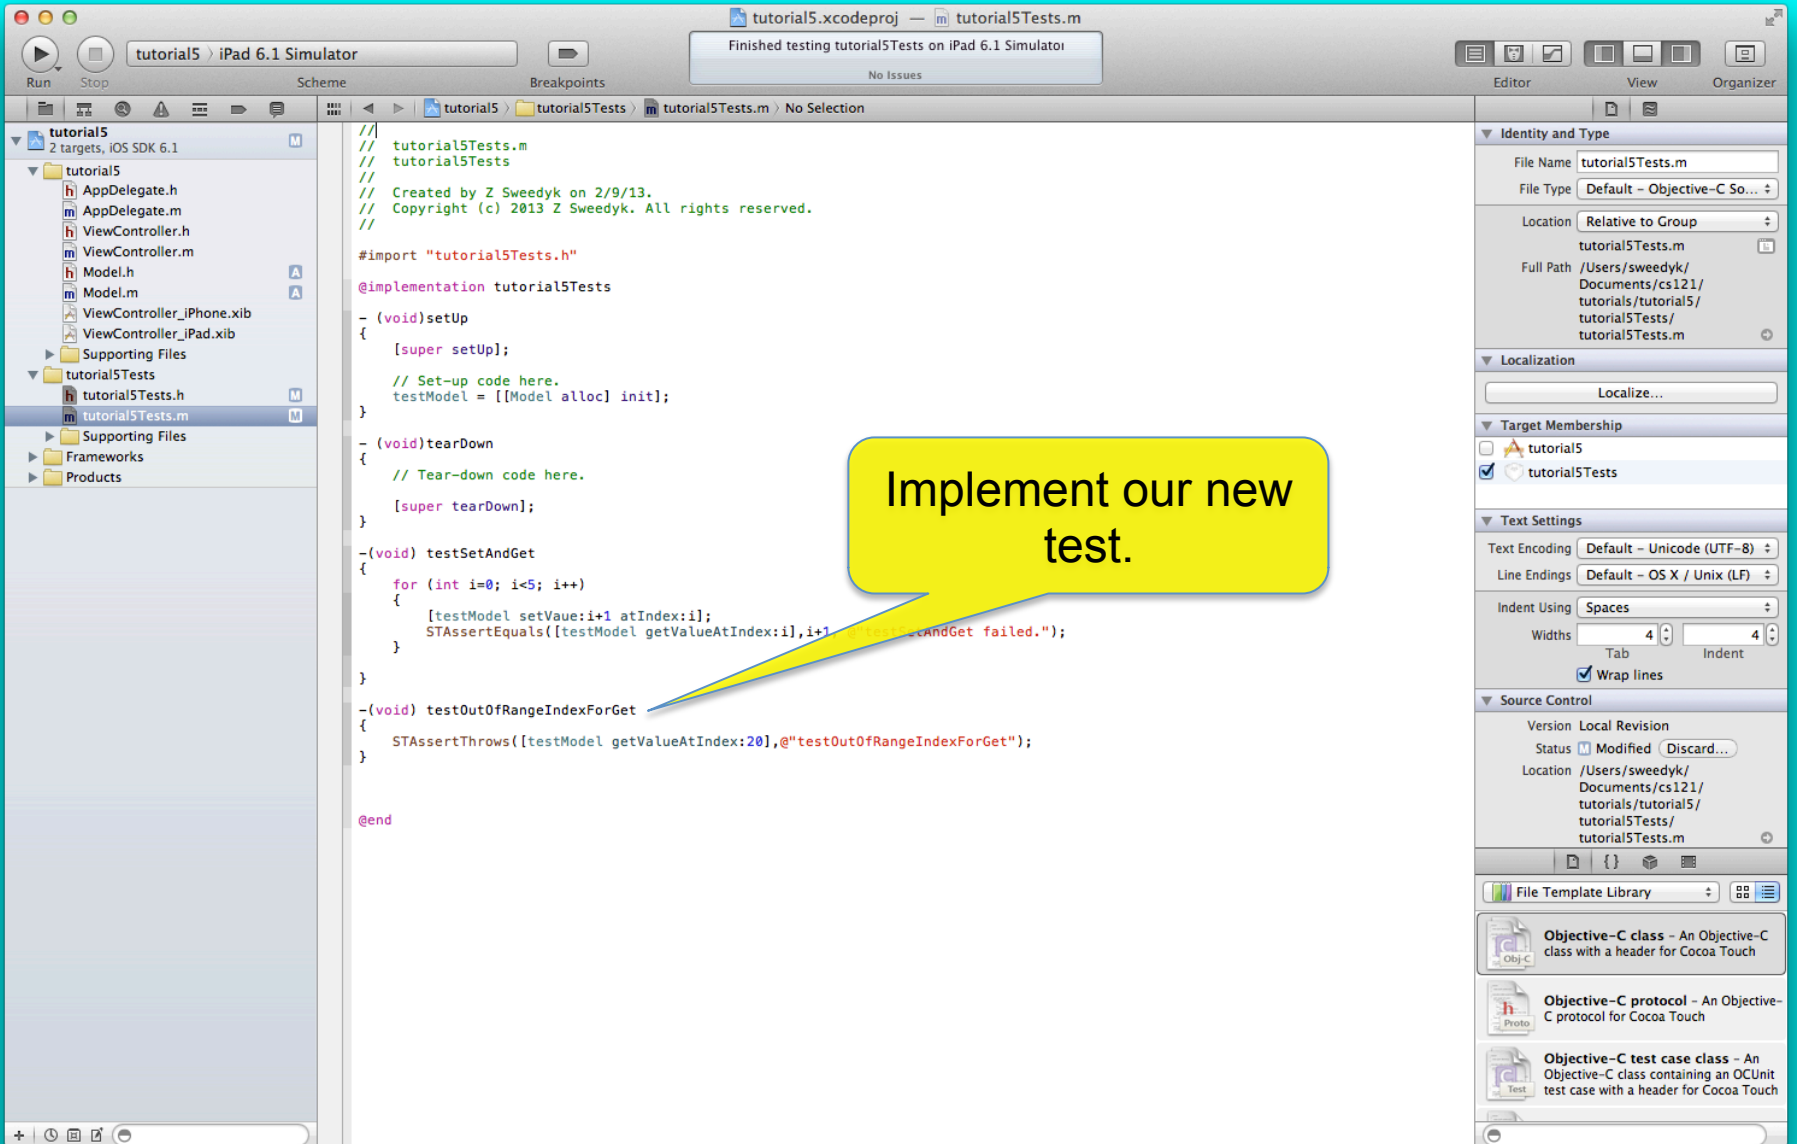 tutorial5.xcodeproj — tutorial5Tests.m
tutorial5 › iPad 6.1 Simulator
Finished testing tutorial5Tests on iPad 6.1 Simulator
No Issues
Run Stop Scheme Breakpoints Editor View Organizer
tutorial5 › tutorial5Tests › m tutorial5Tests.m › No Selection
tutorial5 M
2 targets, iOS SDK 6.1
tutorial5
h AppDelegate.h
m AppDelegate.m
h ViewController.h
m ViewController.m
h Model.h A
m Model.m A
ViewController_iPhone.xib
ViewController_iPad.xib
Supporting Files
tutorial5Tests
h tutorial5Tests.h M
m tutorial5Tests.m M
Supporting Files
Frameworks
Products
//
// tutorial5Tests.m
// tutorial5Tests
//
// Created by Z Sweedyk on 2/9/13.
// Copyright (c) 2013 Z Sweedyk. All rights reserved.
//
#import "tutorial5Tests.h"
@implementation tutorial5Tests
- (void)setUp
{
[super setUp];
// Set-up code here.
testModel = [[Model alloc] init];
}
- (void)tearDown
{
// Tear-down code here.
[super tearDown];
}
-(void) testSetAndGet
{
for (int i=0; i<5; i++)
{
[testModel setVaue:i+1 atIndex:i];
STAssertEquals([testModel getValueAtIndex:i],i+1, @"testSetAndGet failed.");
}
}
-(void) testOutOfRangeIndexForGet
{
STAssertThrows([testModel getValueAtIndex:20],@"testOutOfRangeIndexForGet");
}
@end
Implement our new
test.
Identity and Type
File Name tutorial5Tests.m
File Type Default - Objective-C So...
Location Relative to Group
tutorial5Tests.m
Full Path /Users/sweedyk/
Documents/cs121/
tutorials/tutorial5/
tutorial5Tests/
tutorial5Tests.m
Localization
Localize...
Target Membership
tutorial5
tutorial5Tests
Text Settings
Text Encoding Default - Unicode (UTF-8)
Line Endings Default - OS X / Unix (LF)
Indent Using Spaces
Widths 4 4
Tab Indent
Wrap lines
Source Control
Version Local Revision
Status M Modified Discard...
Location /Users/sweedyk/
Documents/cs121/
tutorials/tutorial5/
tutorial5Tests/
tutorial5Tests.m
{}
File Template Library
Obj-C
Objective-C class - An Objective-C
class with a header for Cocoa Touch
h Proto
Objective-C protocol - An Objective-
C protocol for Cocoa Touch
Test
Objective-C test case class - An
Objective-C class containing an OCUnit
test case with a header for Cocoa Touch